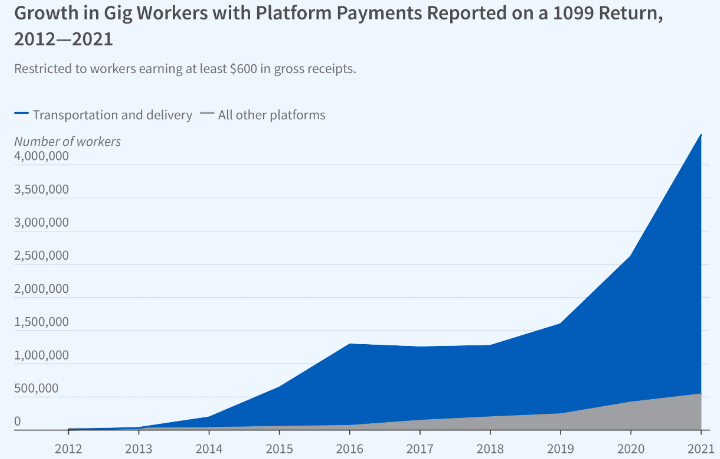 Growth in Gig Workers with Platform Payments Reported on a 1099 Return,
2012—2021
Restricted to workers earning at least $600 in gross receipts.
Transportation and delivery All other platforms
Number of workers
4,000,000
3,500,000
3,000,000
2,500,000
2,000,000
1,500,000
1,000,000
500,000
0
2012 2013 2014 2015 2016 2017 2018 2019 2020 2021